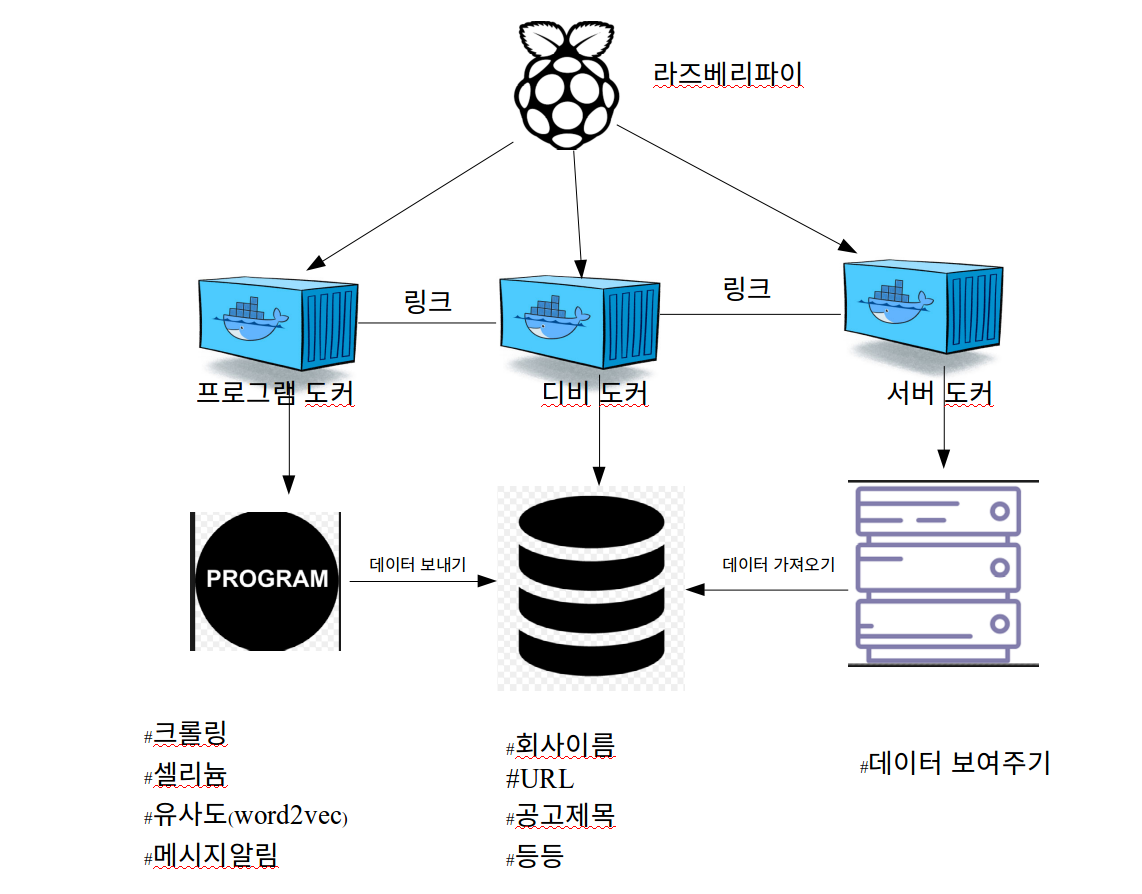 라즈베리파이
링크
링크
프로그램 도커
디비 도커
서버 도커
PROGRAM
데이터 보내기
데이터 가져오기
#크롤링
#셀리늄
#유사도(word2vec)
#메시지알림
#회사이름
#URL
#공고제목
#등등
#데이터 보여주기